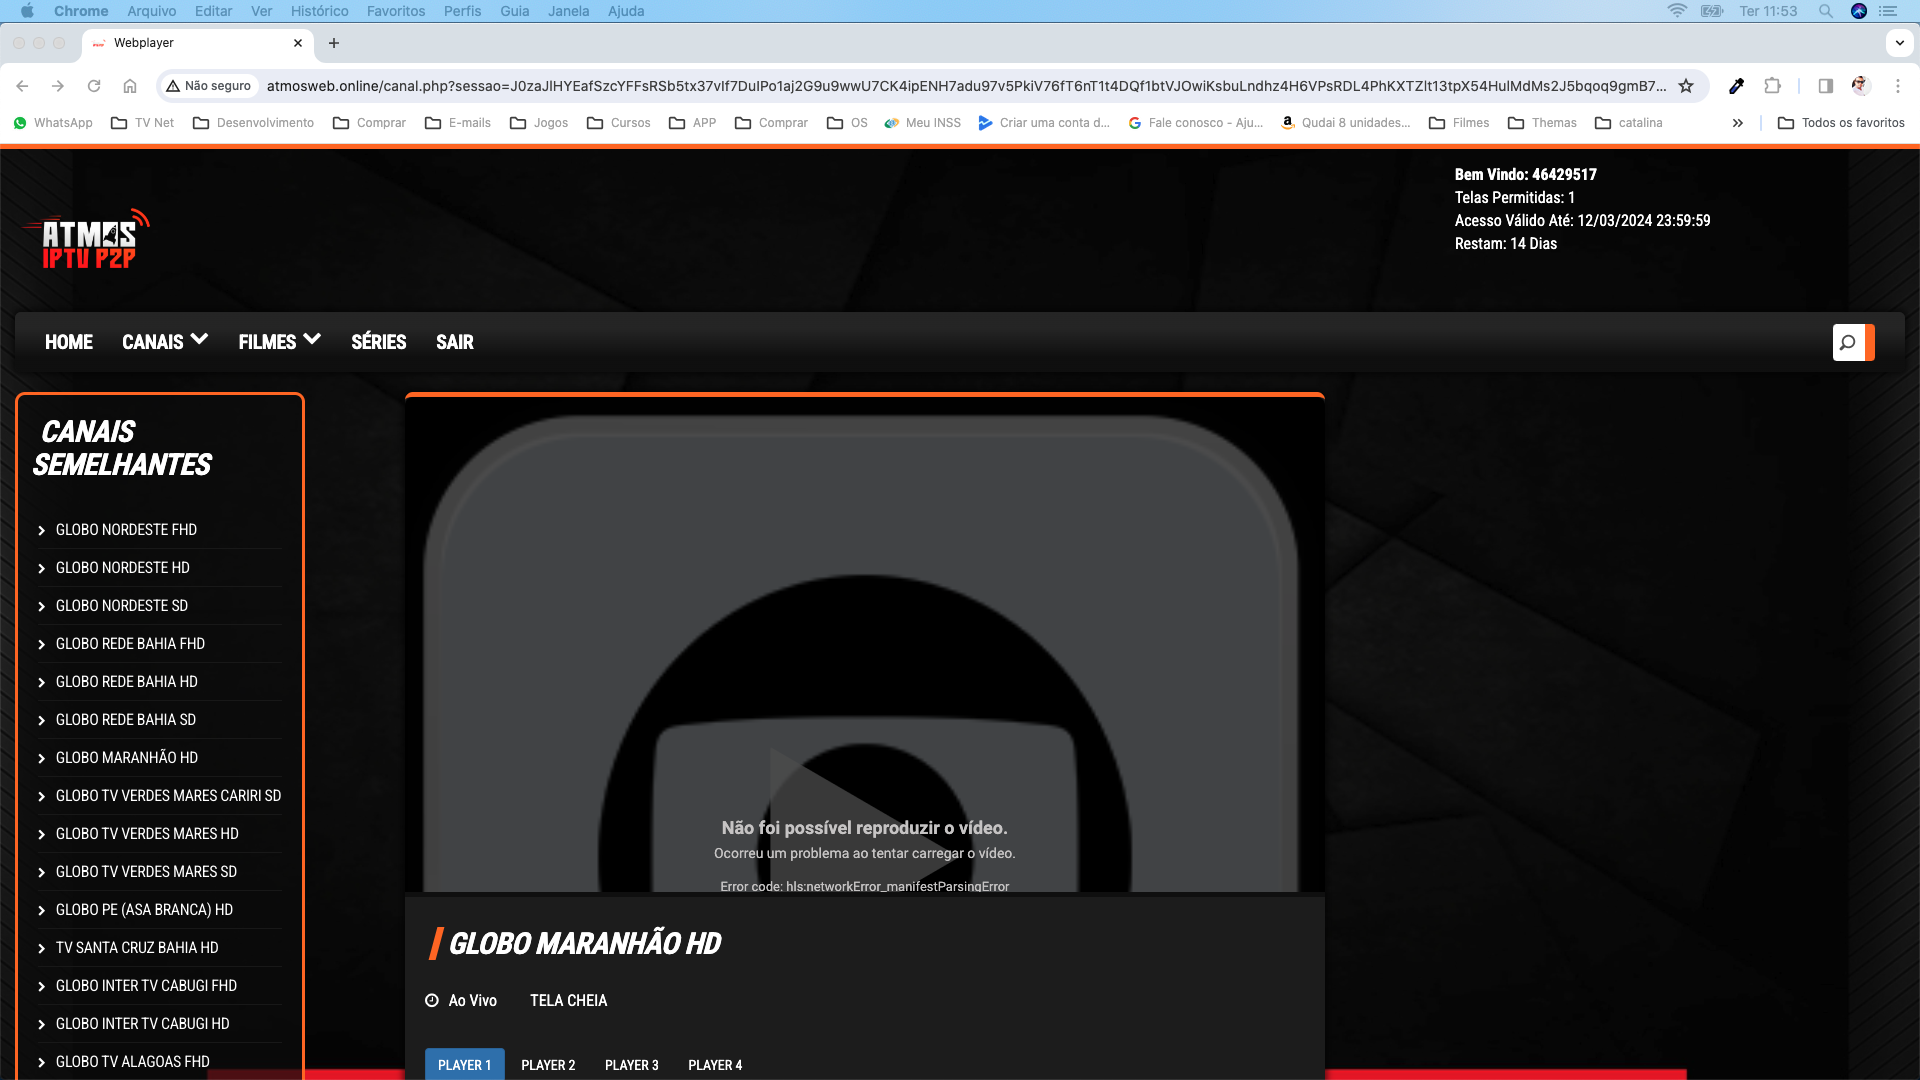 Chrome Arquivo Editar Ver Histórico Favoritos Perfis Guia Janela Ajuda Ter 11:53
Webplayer
Não seguro atmosweb.online/canal.php?sessao=J0zaJlHYEafSzcYFFsRSb5tx37vIf7DuIPo1aj2G9u9wwU7CK4ipENH7adu97v5PkiV76fT6nT1t4DQf1btVJOwiKsbuLndhz4H6VPsRDL4PhKXTZlt13tpX54HulMdMs2J5bqoq9gmB7...
WhatsApp TV Net Desenvolvimento Comprar E-mails Jogos Cursos APP Comprar OS Meu INSS Criar uma conta d... Fale conosco - Aju... Qudai 8 unidades... Filmes Themas catalina Todos os favoritos
Bem Vindo: 46429517
Telas Permitidas: 1
Acesso Válido Até: 12/03/2024 23:59:59
Restam: 14 Dias
ATMOS
IPTV P2P
HOME CANAIS FILMES SÉRIES SAIR
CANAIS
SEMELHANTES
GLOBO NORDESTE FHD
GLOBO NORDESTE HD
GLOBO NORDESTE SD
GLOBO REDE BAHIA FHD
GLOBO REDE BAHIA HD
GLOBO REDE BAHIA SD
GLOBO MARANHÃO HD
GLOBO TV VERDES MARES CARIRI SD
GLOBO TV VERDES MARES HD
GLOBO TV VERDES MARES SD
GLOBO PE (ASA BRANCA) HD
TV SANTA CRUZ BAHIA HD
GLOBO INTER TV CABUGI FHD
GLOBO INTER TV CABUGI HD
GLOBO TV ALAGOAS FHD
Não foi possível reproduzir o vídeo.
Ocorreu um problema ao tentar carregar o vídeo.
Error code: hls:networkError_manifestParsingError
GLOBO MARANHÃO HD
Ao Vivo TELA CHEIA
PLAYER 1 PLAYER 2 PLAYER 3 PLAYER 4